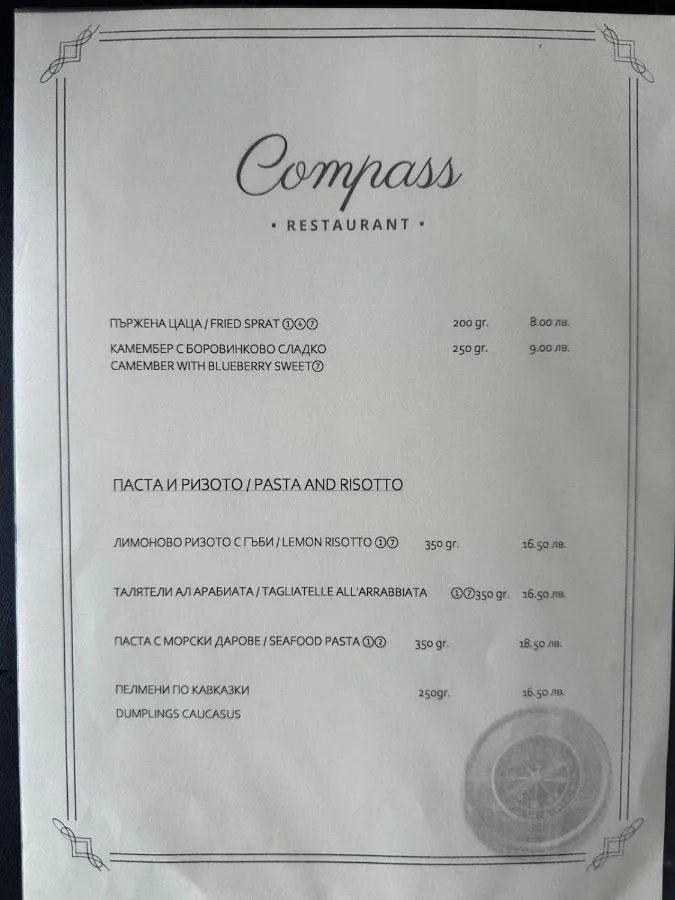 Compass
• RESTAURANT •
ПЪРЖЕНА ЦАЦА / FRIED SPRAT ①④⑦ 200 gr. 8.00 лв.
КАМЕМБЕР С БОРОВИНКОВО СЛАДКО 250 gr. 9.00 лв.
CAMEMBER WITH BLUEBERRY SWEET⑦
ПАСТА И РИЗОТО / PASTA AND RISOTTO
ЛИМОНОВО РИЗОТО С ГЪБИ / LEMON RISOTTO ①⑦ 350 gr. 16.50 лв.
ТАЛЯТЕЛИ АЛ АРАБИАТА / TAGLIATELLE ALL'ARRABBIATA ①⑦350 gr. 16.50 лв.
ПАСТА С МОРСКИ ДАРОВЕ / SEAFOOD PASTA ①② 350 gr. 18.50 лв.
ПЕЛМЕНИ ПО КАВКАЗКИ 250gr. 16.50 лв.
DUMPLINGS CAUCASUS